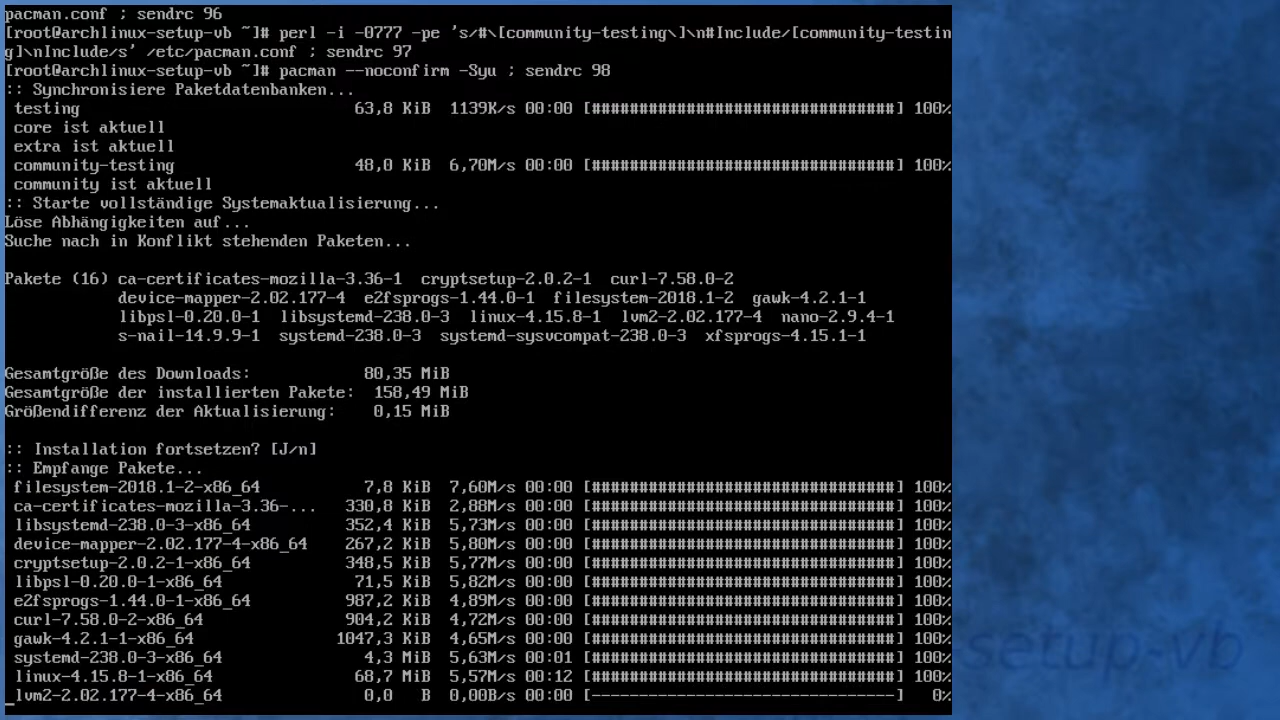 pacman.conf ; sendrc 96
[root@archlinux-setup-vb ~]# perl -i -0777 -pe 's/#\[community-testing\]\n#Include/[community-testin
g]\nInclude/s' /etc/pacman.conf ; sendrc 97
[root@archlinux-setup-vb ~]# pacman --noconfirm -Syu ; sendrc 98
:: Synchronisiere Paketdatenbanken...
 testing                             63,8 KiB  1139K/s 00:00 [################################] 100%
 core ist aktuell
 extra ist aktuell
 community-testing                   48,0 KiB  6,70M/s 00:00 [################################] 100%
 community ist aktuell
:: Starte vollständige Systemaktualisierung...
Löse Abhängigkeiten auf...
Suche nach in Konflikt stehenden Paketen...

Pakete (16) ca-certificates-mozilla-3.36-1  cryptsetup-2.0.2-1  curl-7.58.0-2
            device-mapper-2.02.177-4  e2fsprogs-1.44.0-1  filesystem-2018.1-2  gawk-4.2.1-1
            libpsl-0.20.0-1  libsystemd-238.0-3  linux-4.15.8-1  lvm2-2.02.177-4  nano-2.9.4-1
            s-nail-14.9.9-1  systemd-238.0-3  systemd-sysvcompat-238.0-3  xfsprogs-4.15.1-1

Gesamtgröße des Downloads:            80,35 MiB
Gesamtgröße der installierten Pakete:  158,49 MiB
Größendifferenz der Aktualisierung:    0,15 MiB

:: Installation fortsetzen? [J/n]
:: Empfange Pakete...
 filesystem-2018.1-2-x86_64           7,8 KiB  7,60M/s 00:00 [################################] 100%
 ca-certificates-mozilla-3.36-...   330,8 KiB  2,88M/s 00:00 [################################] 100%
 libsystemd-238.0-3-x86_64          352,4 KiB  5,73M/s 00:00 [################################] 100%
 device-mapper-2.02.177-4-x86_64    267,2 KiB  5,80M/s 00:00 [################################] 100%
 cryptsetup-2.0.2-1-x86_64          348,5 KiB  5,77M/s 00:00 [################################] 100%
 libpsl-0.20.0-1-x86_64              71,5 KiB  5,82M/s 00:00 [################################] 100%
 e2fsprogs-1.44.0-1-x86_64          987,2 KiB  4,89M/s 00:00 [################################] 100%
 curl-7.58.0-2-x86_64               904,2 KiB  4,72M/s 00:00 [################################] 100%
 gawk-4.2.1-1-x86_64               1047,3 KiB  4,65M/s 00:00 [################################] 100%
 systemd-238.0-3-x86_64               4,3 MiB  5,63M/s 00:01 [################################] 100%
 linux-4.15.8-1-x86_64               68,7 MiB  5,57M/s 00:12 [################################] 100%
 lvm2-2.02.177-4-x86_64               0,0   B  0,00B/s 00:00 [--------------------------------]   0%
setup-vb